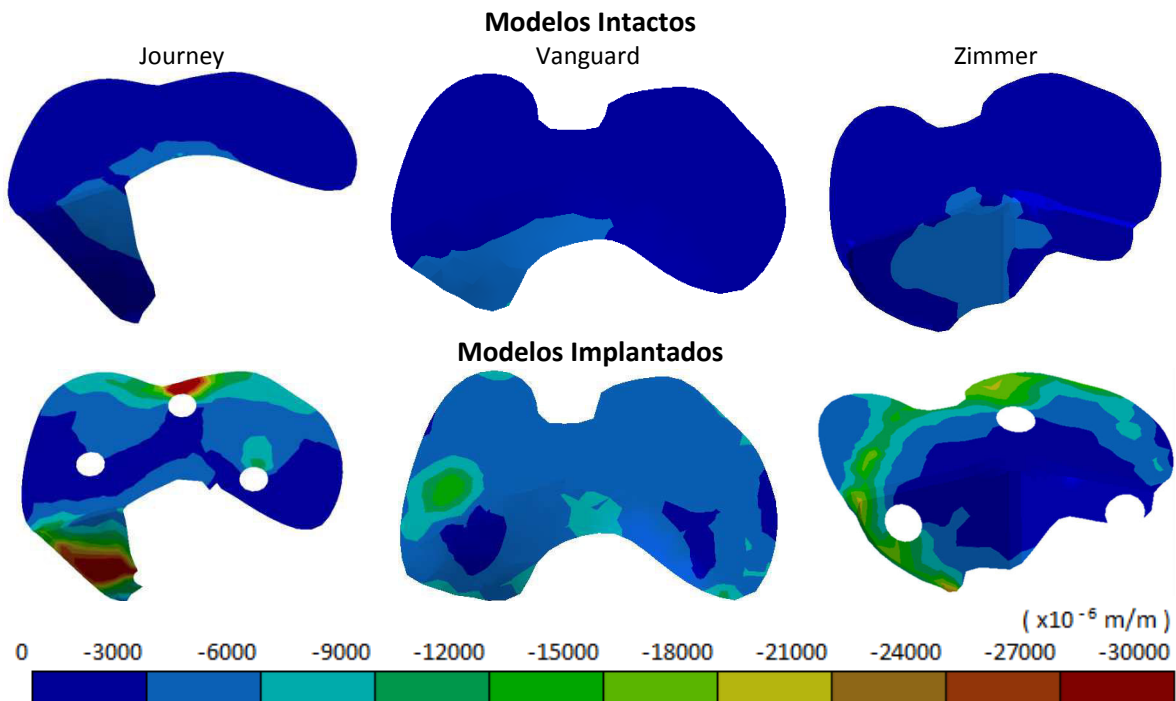 Modelos Intactos
Journey Vanguard Zimmer
Modelos Implantados
( x10 -6 m/m )
0 -3000 -6000 -9000 -12000 -15000 -18000 -21000 -24000 -27000 -30000